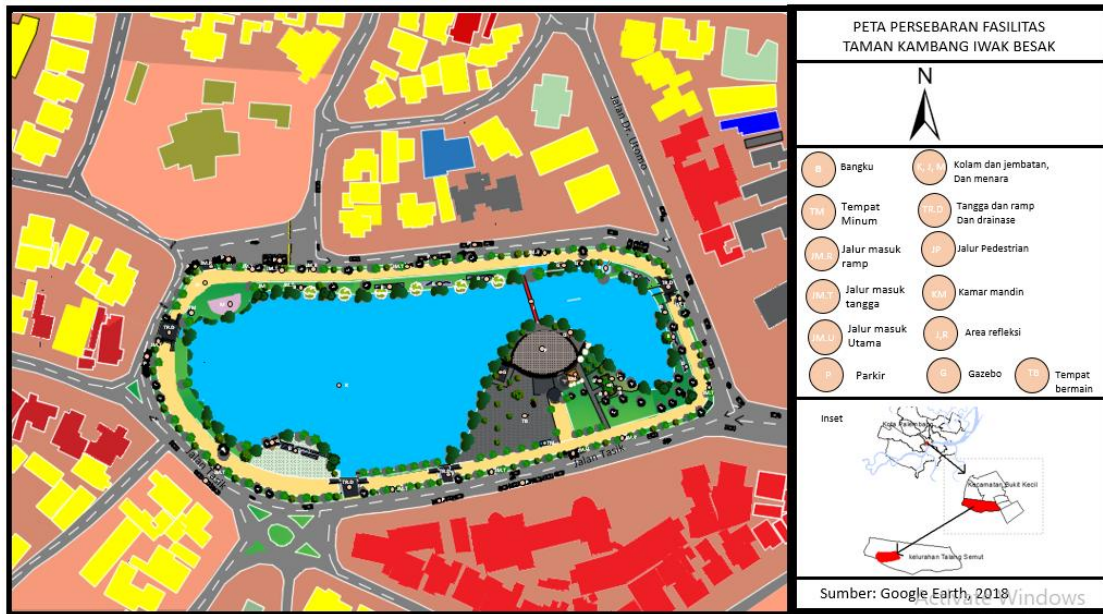 PETA PERSEBARAN FASILITAS
TAMAN KAMBANG IWAK BESAK
N
B
Bangku
K, J, M
Kolam dan jembatan,
Dan menara
TM
Tempat
Minum
TR.D
Tangga dan ramp
Dan drainase
JM.R
Jalur masuk
ramp
JP
Jalur Pedestrian
JM,T
Jalur masuk
tangga
KM
Kamar mandin
JM.U
Jalur masuk
Utama
J,R
Area refleksi
P
Parkir
G
Gazebo
TB
Tempat
bermain
Inset
Kota Palembang
Kecamatan Bukit Kecil
kelurahan Talang Semut
Sumber: Google Earth, 2018
Activate Windows
Jalan Dr. Utomo
Jalan Tasik
Jalan Tasik
TR.D
TR.D
TB